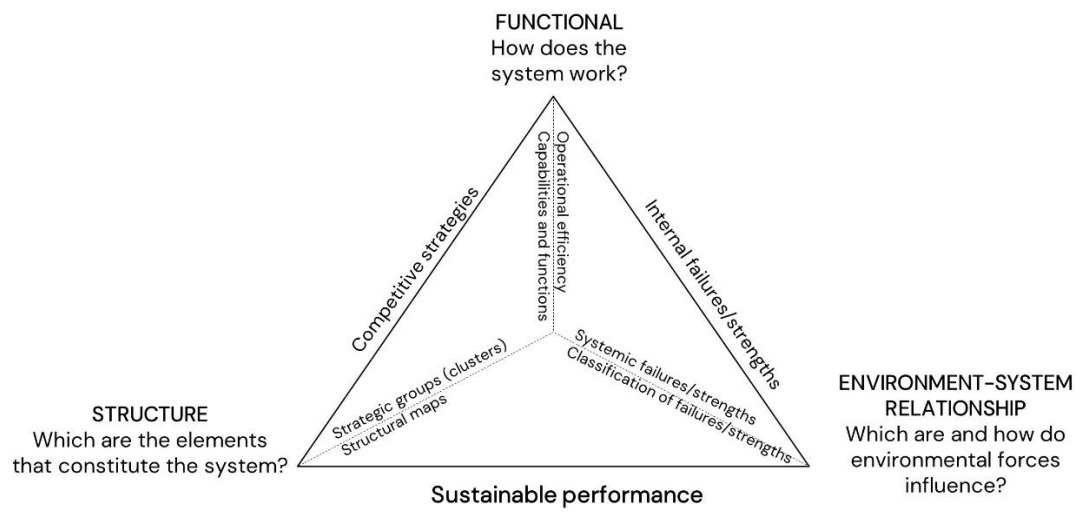 FUNCTIONAL
How does the
system work?
Operational efficiency
Capabilities and functions
Competitive strategies
Internal failures/strengths
Strategic groups (clusters)
Structural maps
Systemic failures/strengths
Classification of failures/strengths
STRUCTURE
Which are the elements
that constitute the system?
ENVIRONMENT-SYSTEM
RELATIONSHIP
Which are and how do
environmental forces
influence?
Sustainable performance